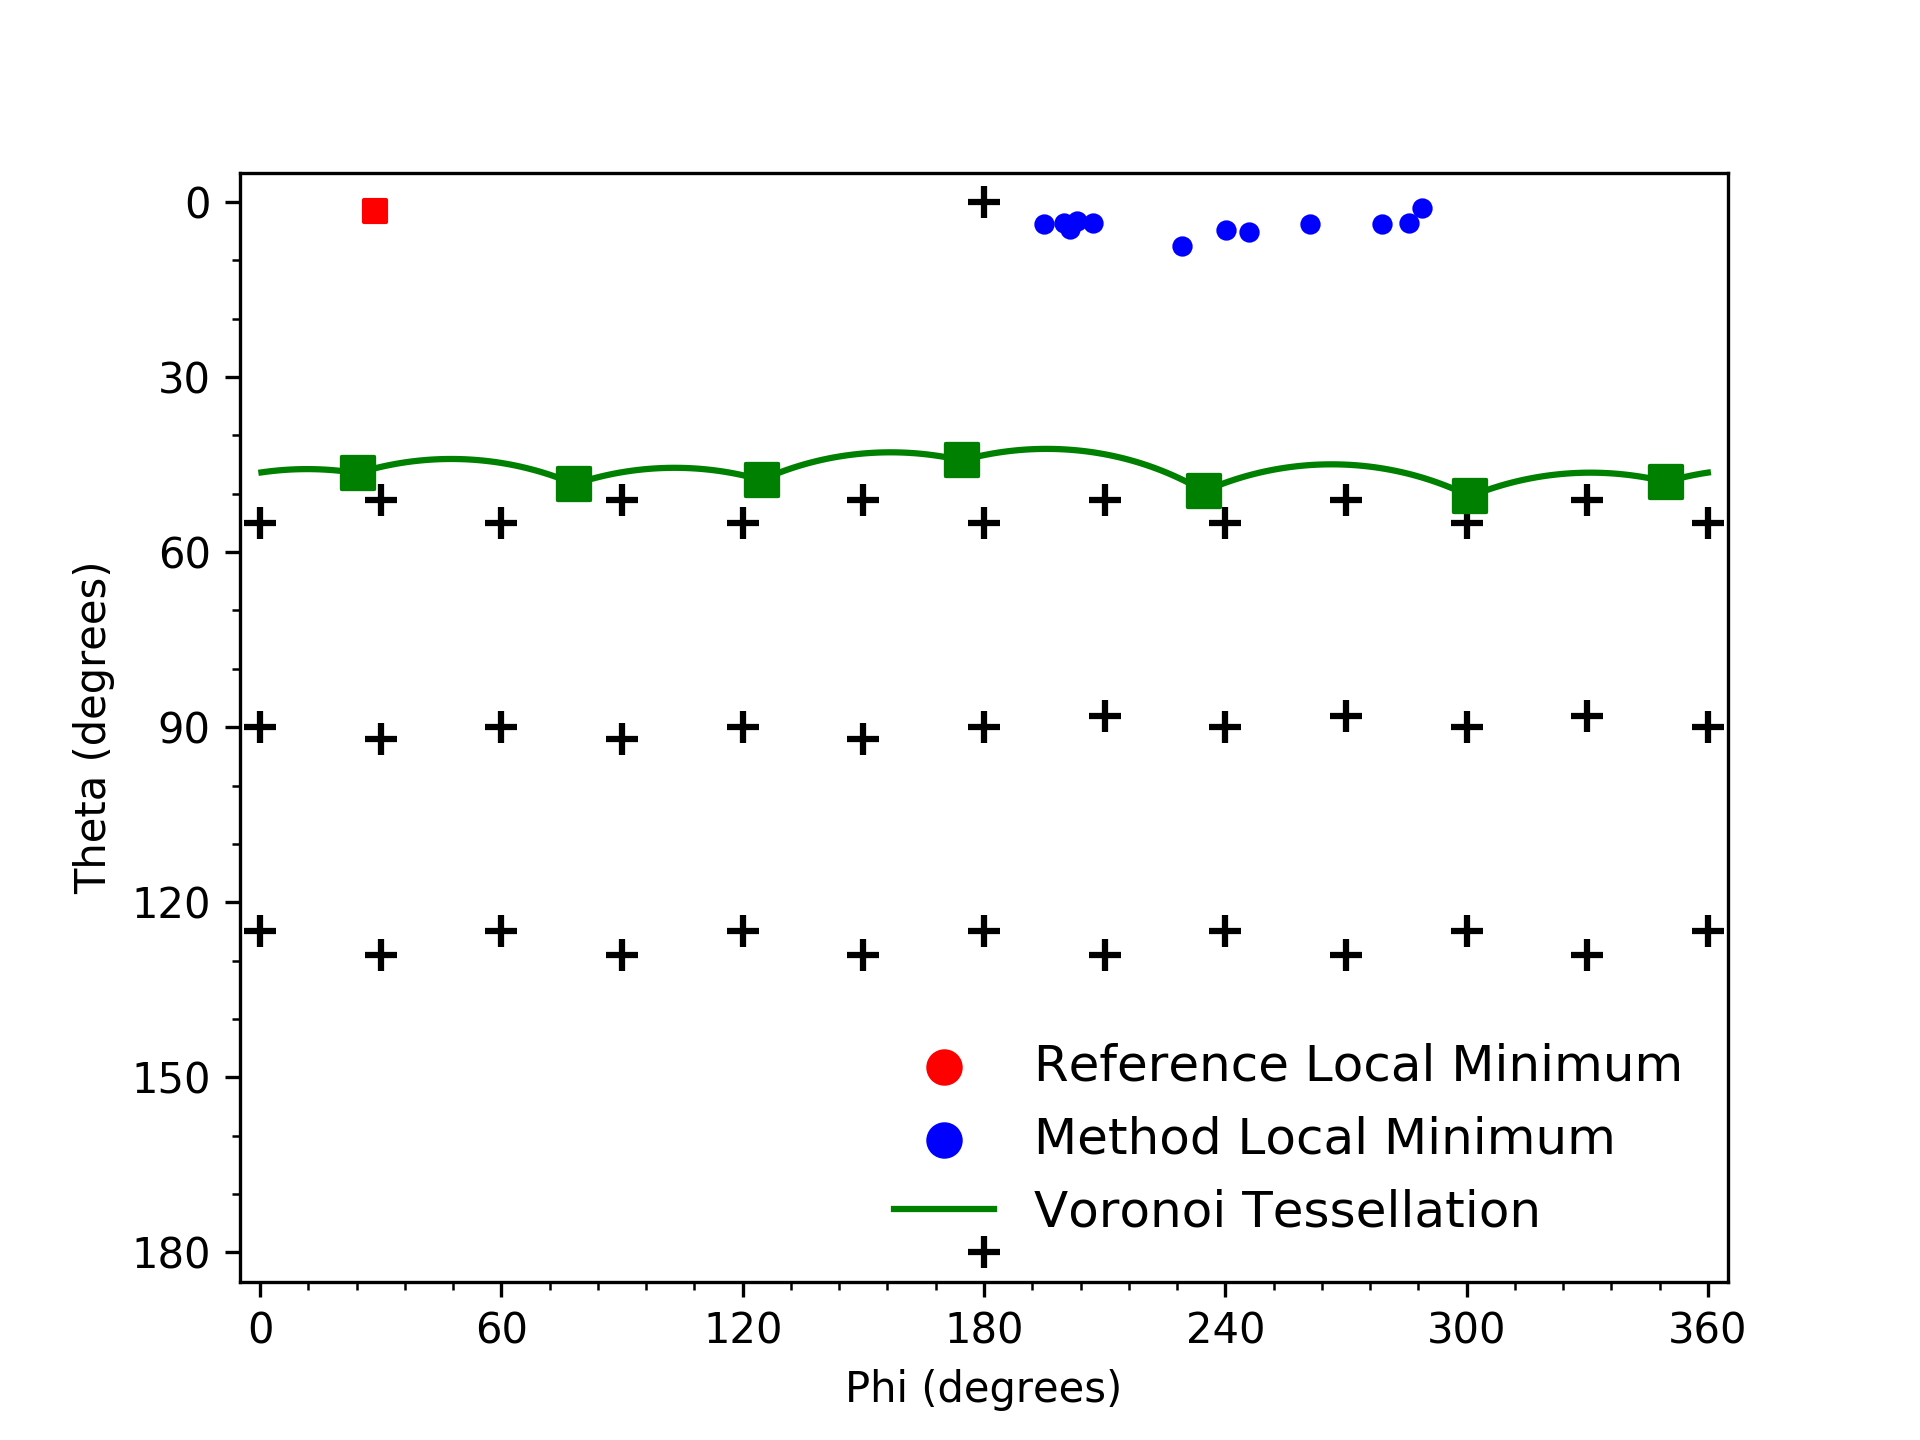 0
30
60
90
120
150
180
Theta (degrees)
Reference Local Minimum
Method Local Minimum
Voronoi Tessellation
0 60 120 180 240 300 360
Phi (degrees)